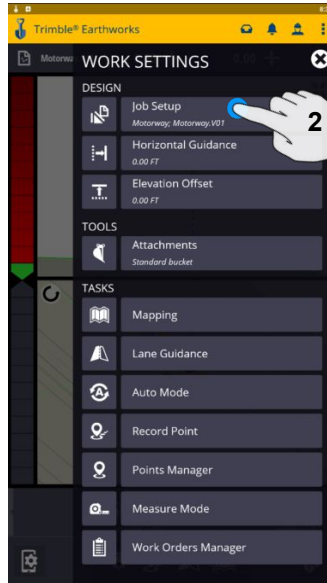 Trimble® Earthworks
Motorwa
WORK SETTINGS
DESIGN
Job Setup
Motorway; Motorway.V01
2
Horizontal Guidance
0.00 FT
Elevation Offset
0.00 FT
TOOLS
Attachments
Standard bucket
TASKS
Mapping
Lane Guidance
Auto Mode
Record Point
Points Manager
Measure Mode
Work Orders Manager